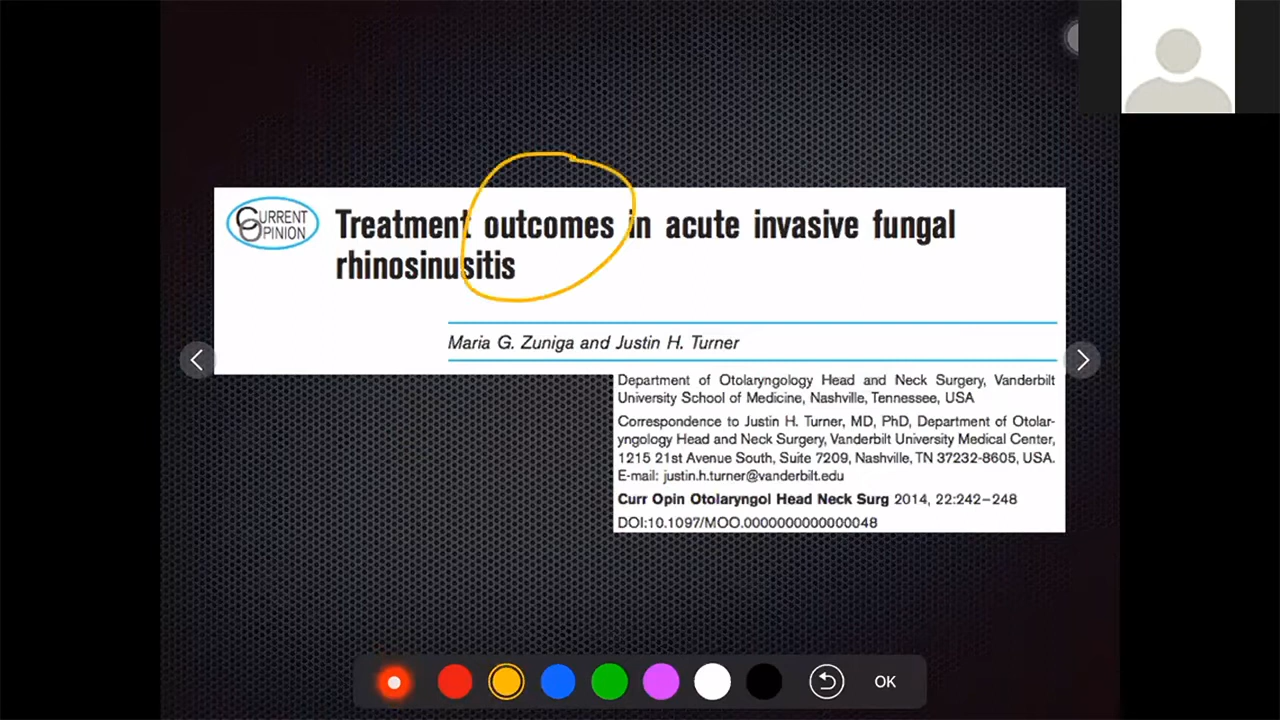 CURRENT
OPINION
Treatment outcomes in acute invasive fungal
rhinosinusitis
Maria G. Zuniga and Justin H. Turner
Department of Otolaryngology Head and Neck Surgery, Vanderbilt
University School of Medicine, Nashville, Tennessee, USA
Correspondence to Justin H. Turner, MD, PhD, Department of Otolar-
yngology Head and Neck Surgery, Vanderbilt University Medical Center,
1215 21st Avenue South, Suite 7209, Nashville, TN 37232-8605, USA.
E-mail: justin.h.turner@vanderbilt.edu
Curr Opin Otolaryngol Head Neck Surg 2014, 22:242–248
DOI:10.1097/MOO.0000000000000048
OK